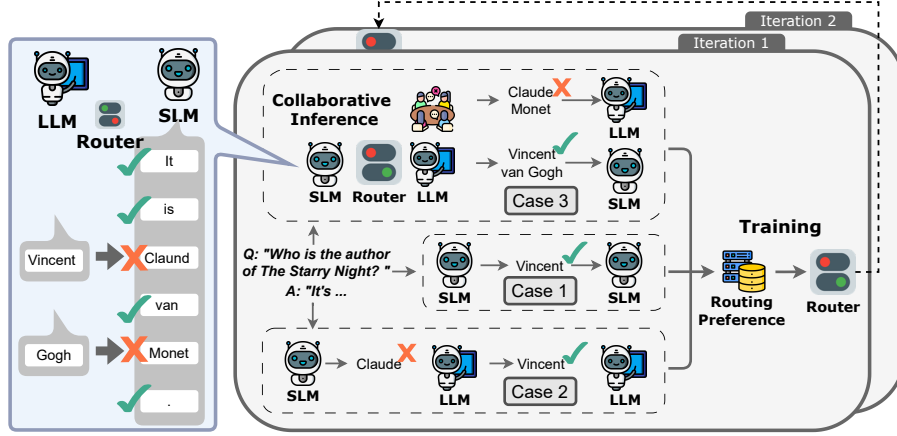 Iteration 2
Iteration 1
LLM
SLM
Router
It
is
Vincent
Claund
van
Gogh
Monet
.
Collaborative
Inference
Claude
Monet
LLM
SLM
Router
LLM
Vincent
van Gogh
SLM
Case 3
Q: "Who is the author
of The Starry Night? "
A: "It's ...
SLM
Vincent
SLM
Case 1
SLM
Claude
LLM
Vincent
LLM
Case 2
Training
Routing
Preference
Router